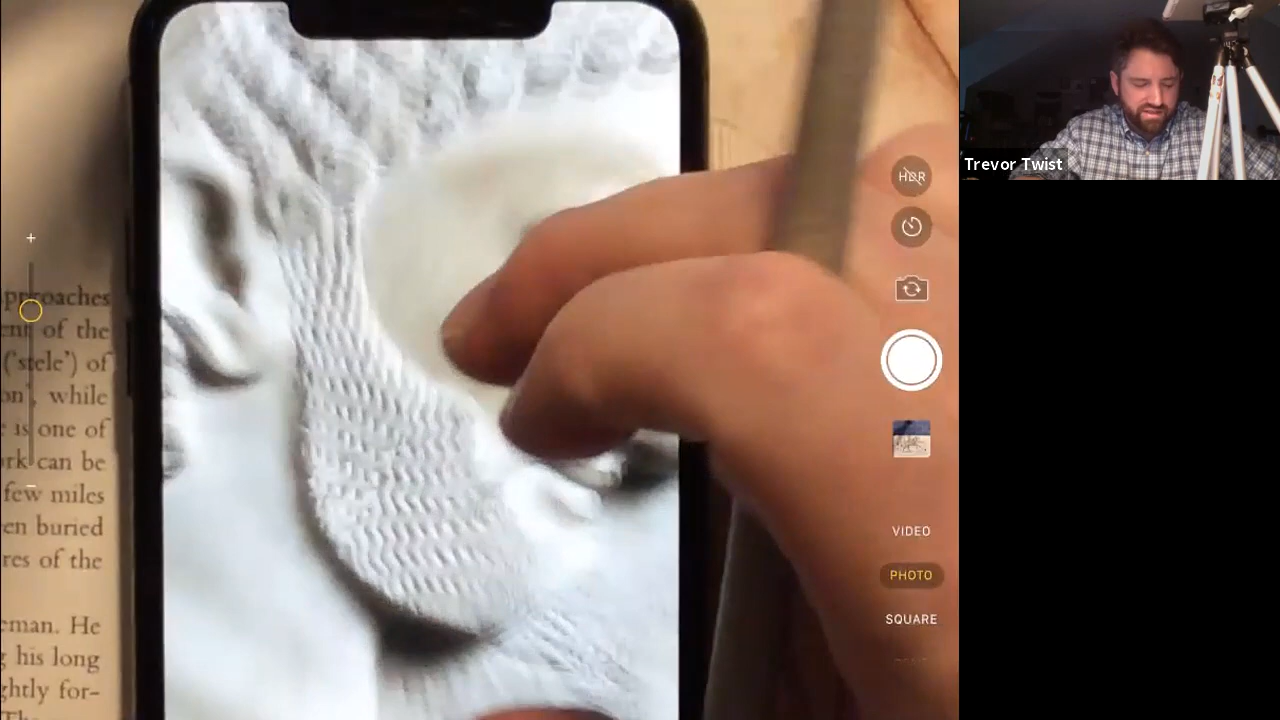 pproaches
ent of the
('stele') of
on', while
e is one of
ork can be
few miles
en buried
res of the
eman. He
g his long
ghtly for-
The
HDR
VIDEO
PHOTO
SQUARE
Trevor Twist